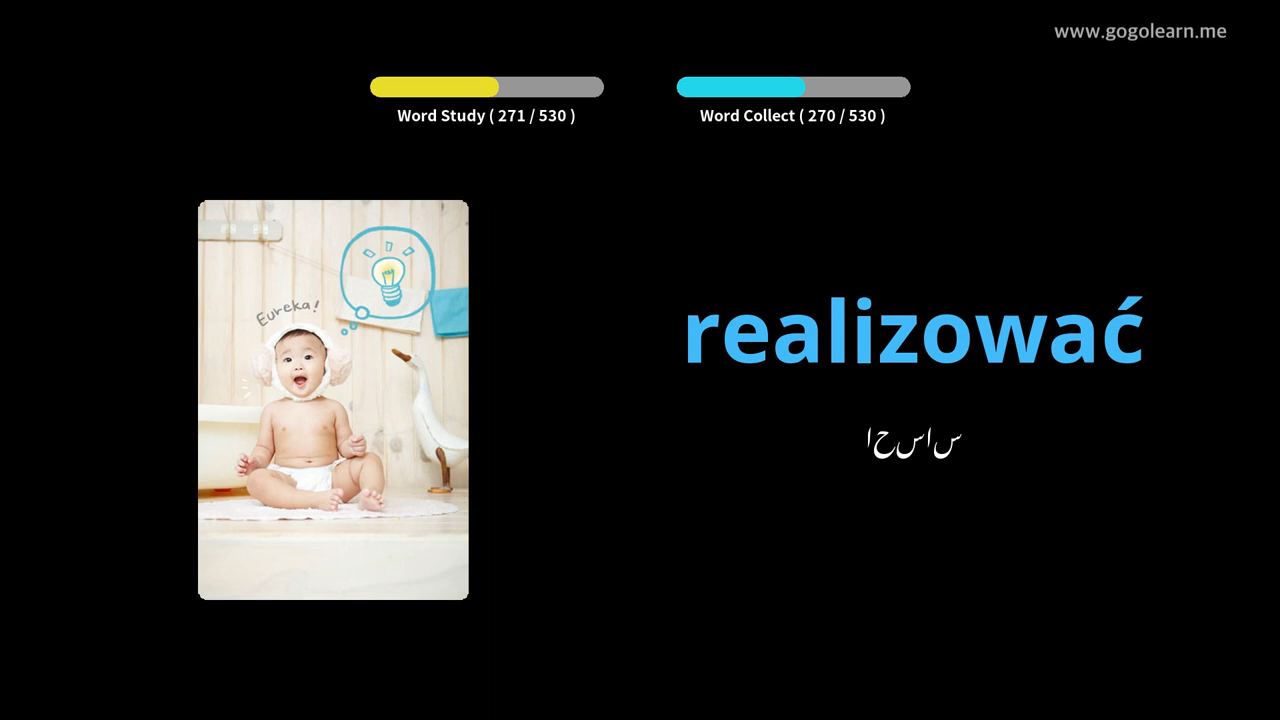 www.gogolearn.me
Word Study ( 271 / 530 )
Word Collect ( 270 / 530 )
Eureka!
realizować
احساس